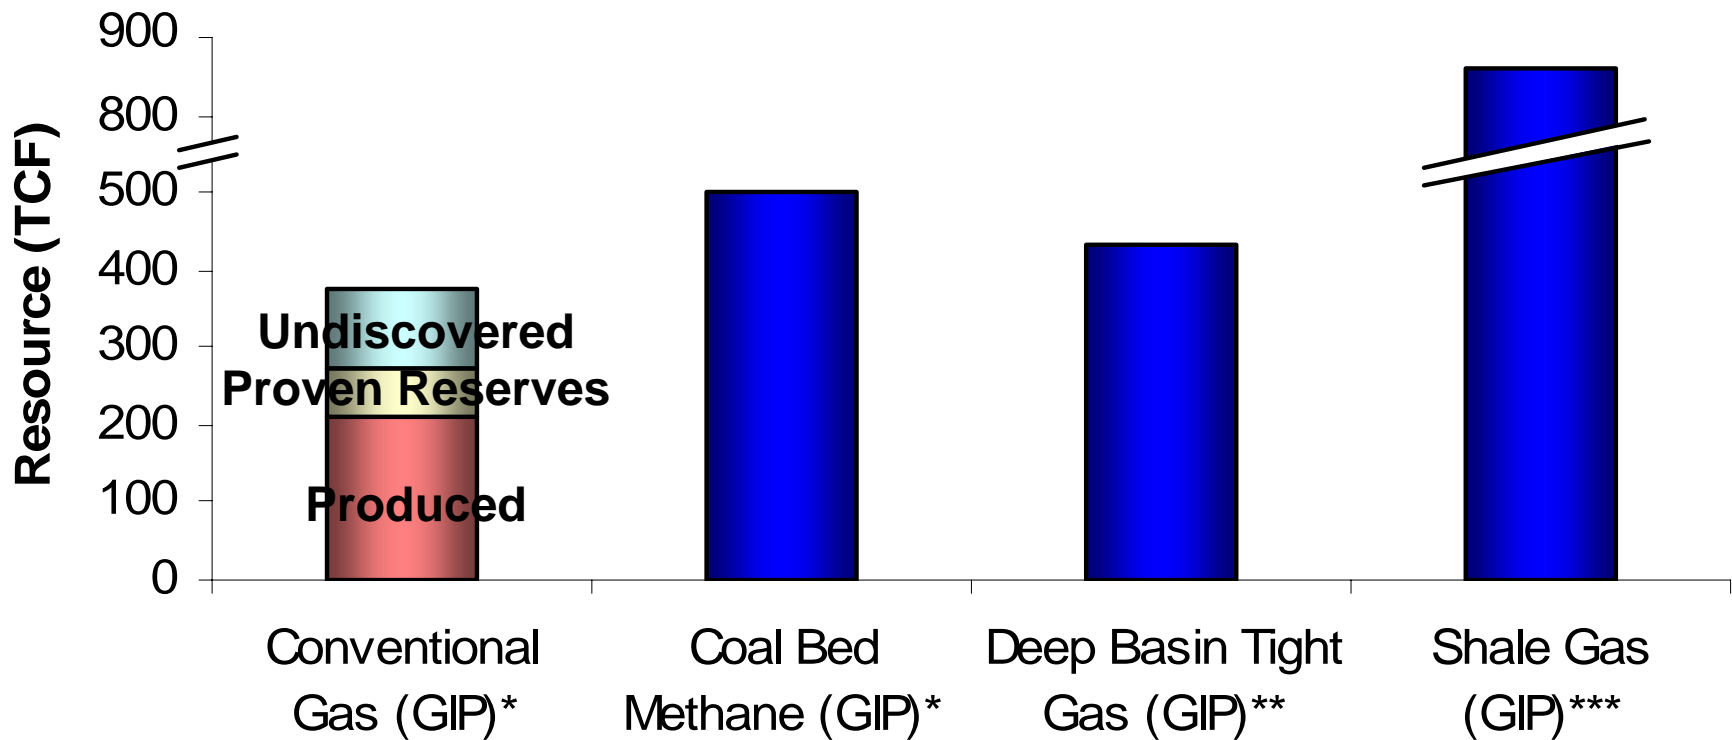 Resource (TCF)
900
800
500
400
300
200
100
0
Undiscovered
Proven Reserves
Produced
Conventional
Gas (GIP)*
Coal Bed
Methane (GIP)*
Deep Basin Tight
Gas (GIP)**
Shale Gas
(GIP)***